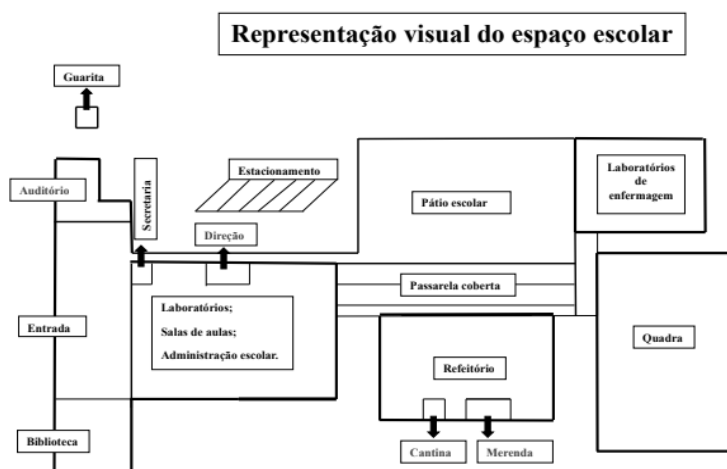 Representação visual do espaço escolar
Guarita
Auditório
Secretaria
Estacionamento
Direção
Pátio escolar
Laboratórios
de
enfermagem
Entrada
Laboratórios;
Salas de aulas;
Administração escolar.
Passarela coberta
Refeitório
Quadra
Biblioteca
Cantina
Merenda